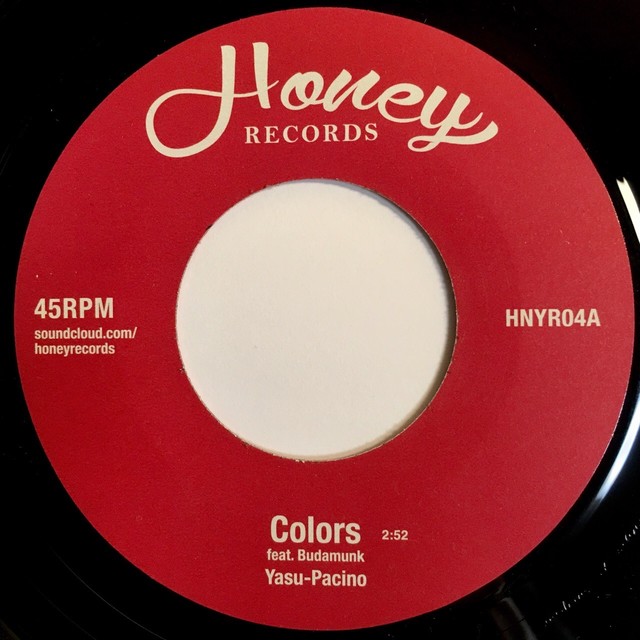 Honey
RECORDS
45RPM
soundcloud.com/
honeyrecords
HNYR04A
Colors 2:52
feat. Budamunk
Yasu-Pacino